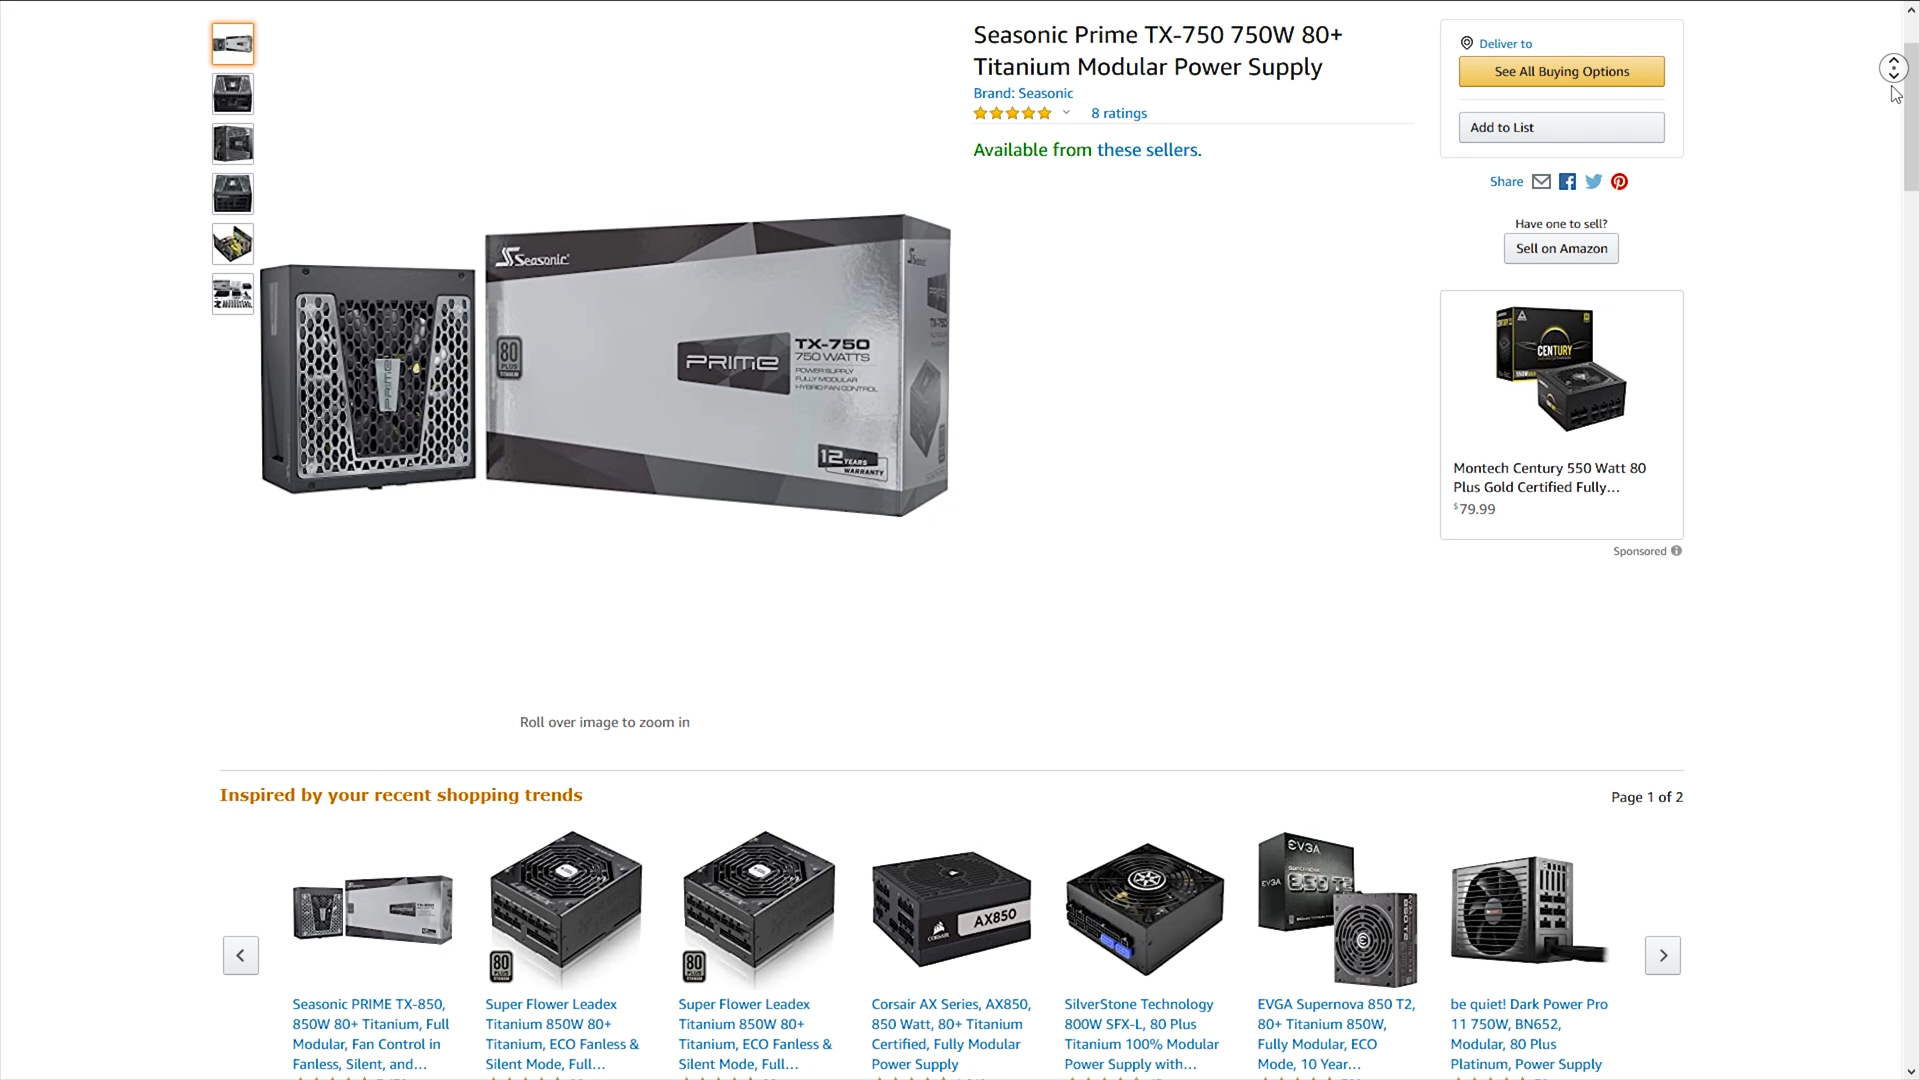 Seasonic Prime TX-750 750W 80+
Titanium Modular Power Supply
Brand: Seasonic
8 ratings
Available from these sellers.
Deliver to
See All Buying Options
Add to List
Share
Have one to sell?
Sell on Amazon
Seasonic
80
PLUS
TITANIUM
PRIME
TX-750
750 WATTS
POWER SUPPLY
FULLY MODULAR
HYBRID FAN CONTROL
12 YEARS
WARRANTY
PRIME
CENTURY
Montech Century 550 Watt 80
Plus Gold Certified Fully...
$79.99
Sponsored
Roll over image to zoom in
Inspired by your recent shopping trends
Page 1 of 2
80
PLUS
TITANIUM
80
PLUS
TITANIUM
CORSAIR
AX850
EVGA
850 T2
Seasonic PRIME TX-850,
850W 80+ Titanium, Full
Modular, Fan Control in
Fanless, Silent, and...
Super Flower Leadex
Titanium 850W 80+
Titanium, ECO Fanless &
Silent Mode, Full...
Super Flower Leadex
Titanium 850W 80+
Titanium, ECO Fanless &
Silent Mode, Full...
Corsair AX Series, AX850,
850 Watt, 80+ Titanium
Certified, Fully Modular
Power Supply
SilverStone Technology
800W SFX-L, 80 Plus
Titanium 100% Modular
Power Supply with...
EVGA Supernova 850 T2,
80+ Titanium 850W,
Fully Modular, ECO
Mode, 10 Year...
be quiet! Dark Power Pro
11 750W, BN652,
Modular, 80 Plus
Platinum, Power Supply